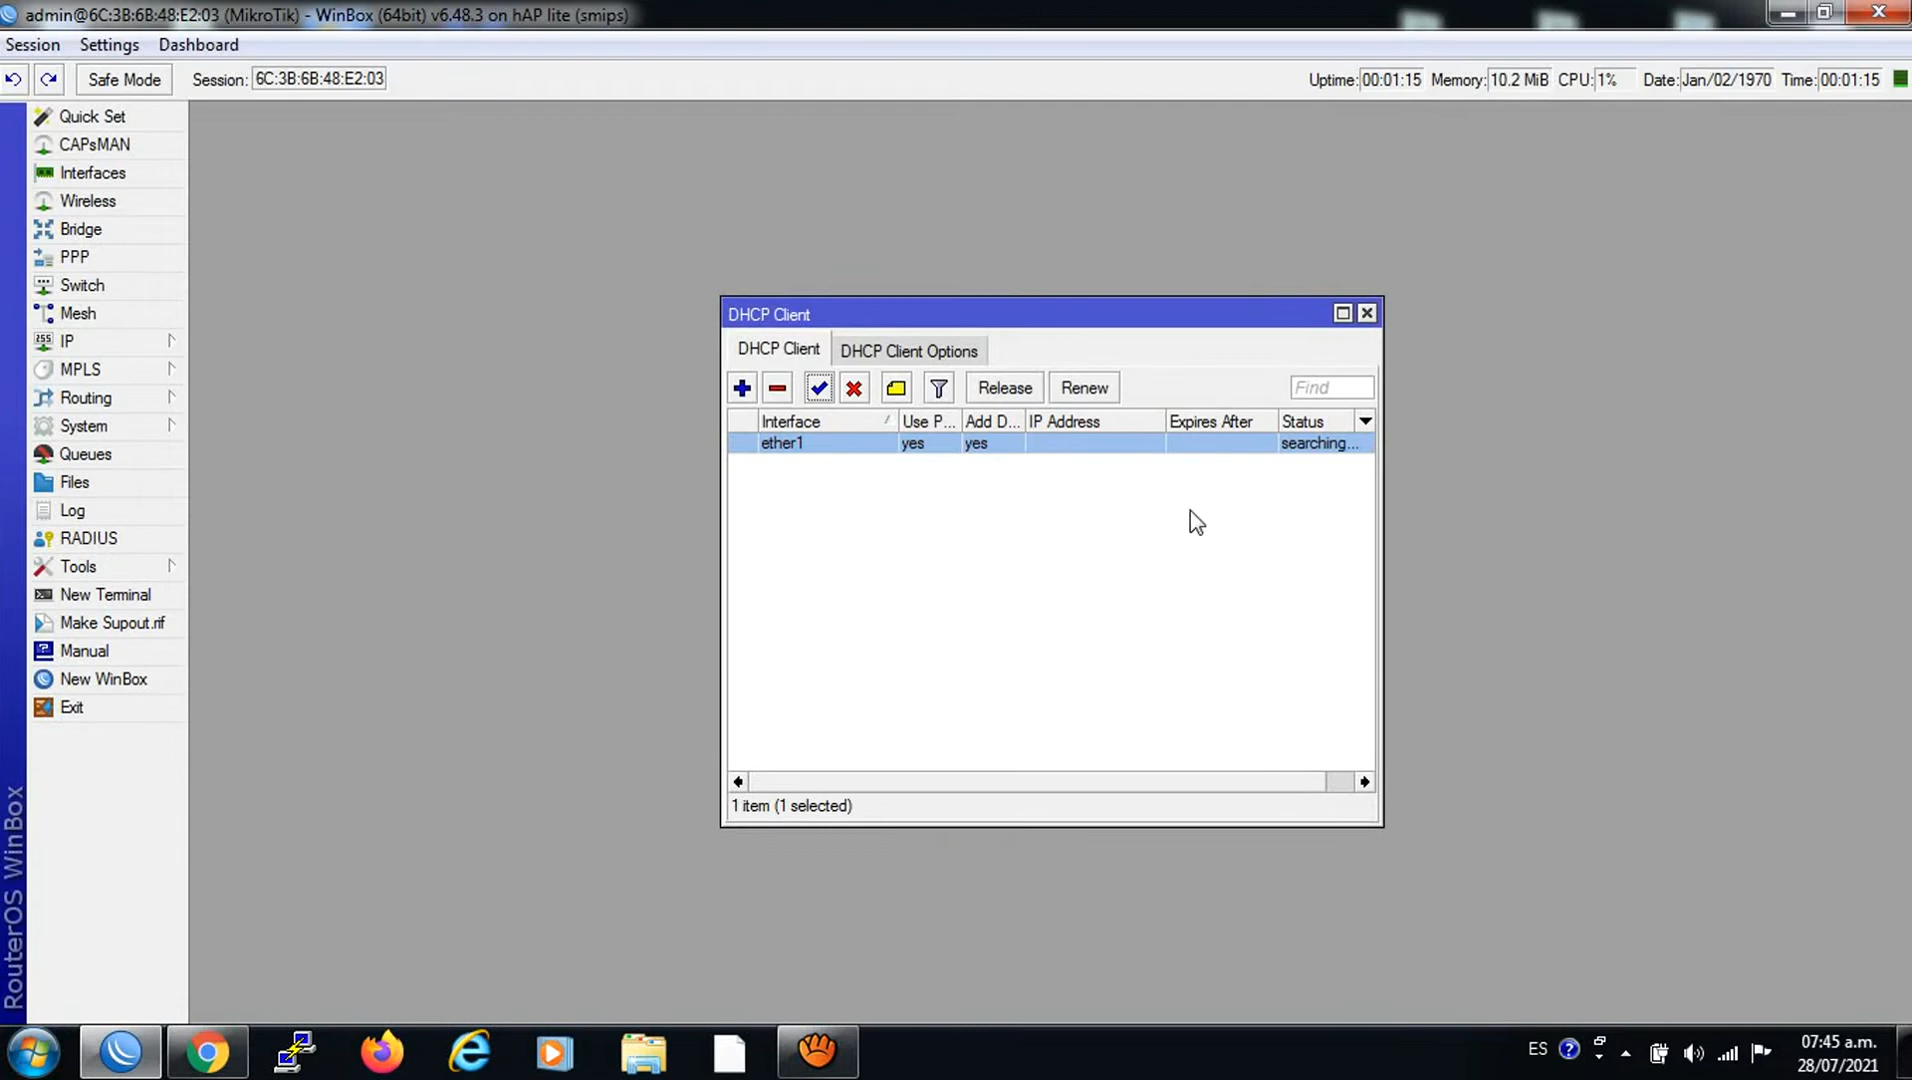 admin@6C:3B:6B:48:E2:03 (MikroTik) - WinBox (64bit) v6.48.3 on hAP lite (smips)
Session Settings Dashboard
Safe Mode Session: 6C:3B:6B:48:E2:03 Uptime: 00:01:15 Memory: 10.2 MiB CPU: 1% Date: Jan/02/1970 Time: 00:01:15
Quick Set
CAPsMAN
Interfaces
Wireless
Bridge
PPP
Switch
Mesh
IP
MPLS
Routing
System
Queues
Files
Log
RADIUS
Tools
New Terminal
Make Supout.rif
Manual
New WinBox
Exit
RouterOS WinBox
DHCP Client
DHCP Client DHCP Client Options
Release Renew Find
Interface Use P... Add D... IP Address Expires After Status
ether1 yes yes searching...
1 item (1 selected)
ES 07:45 a.m.
28/07/2021